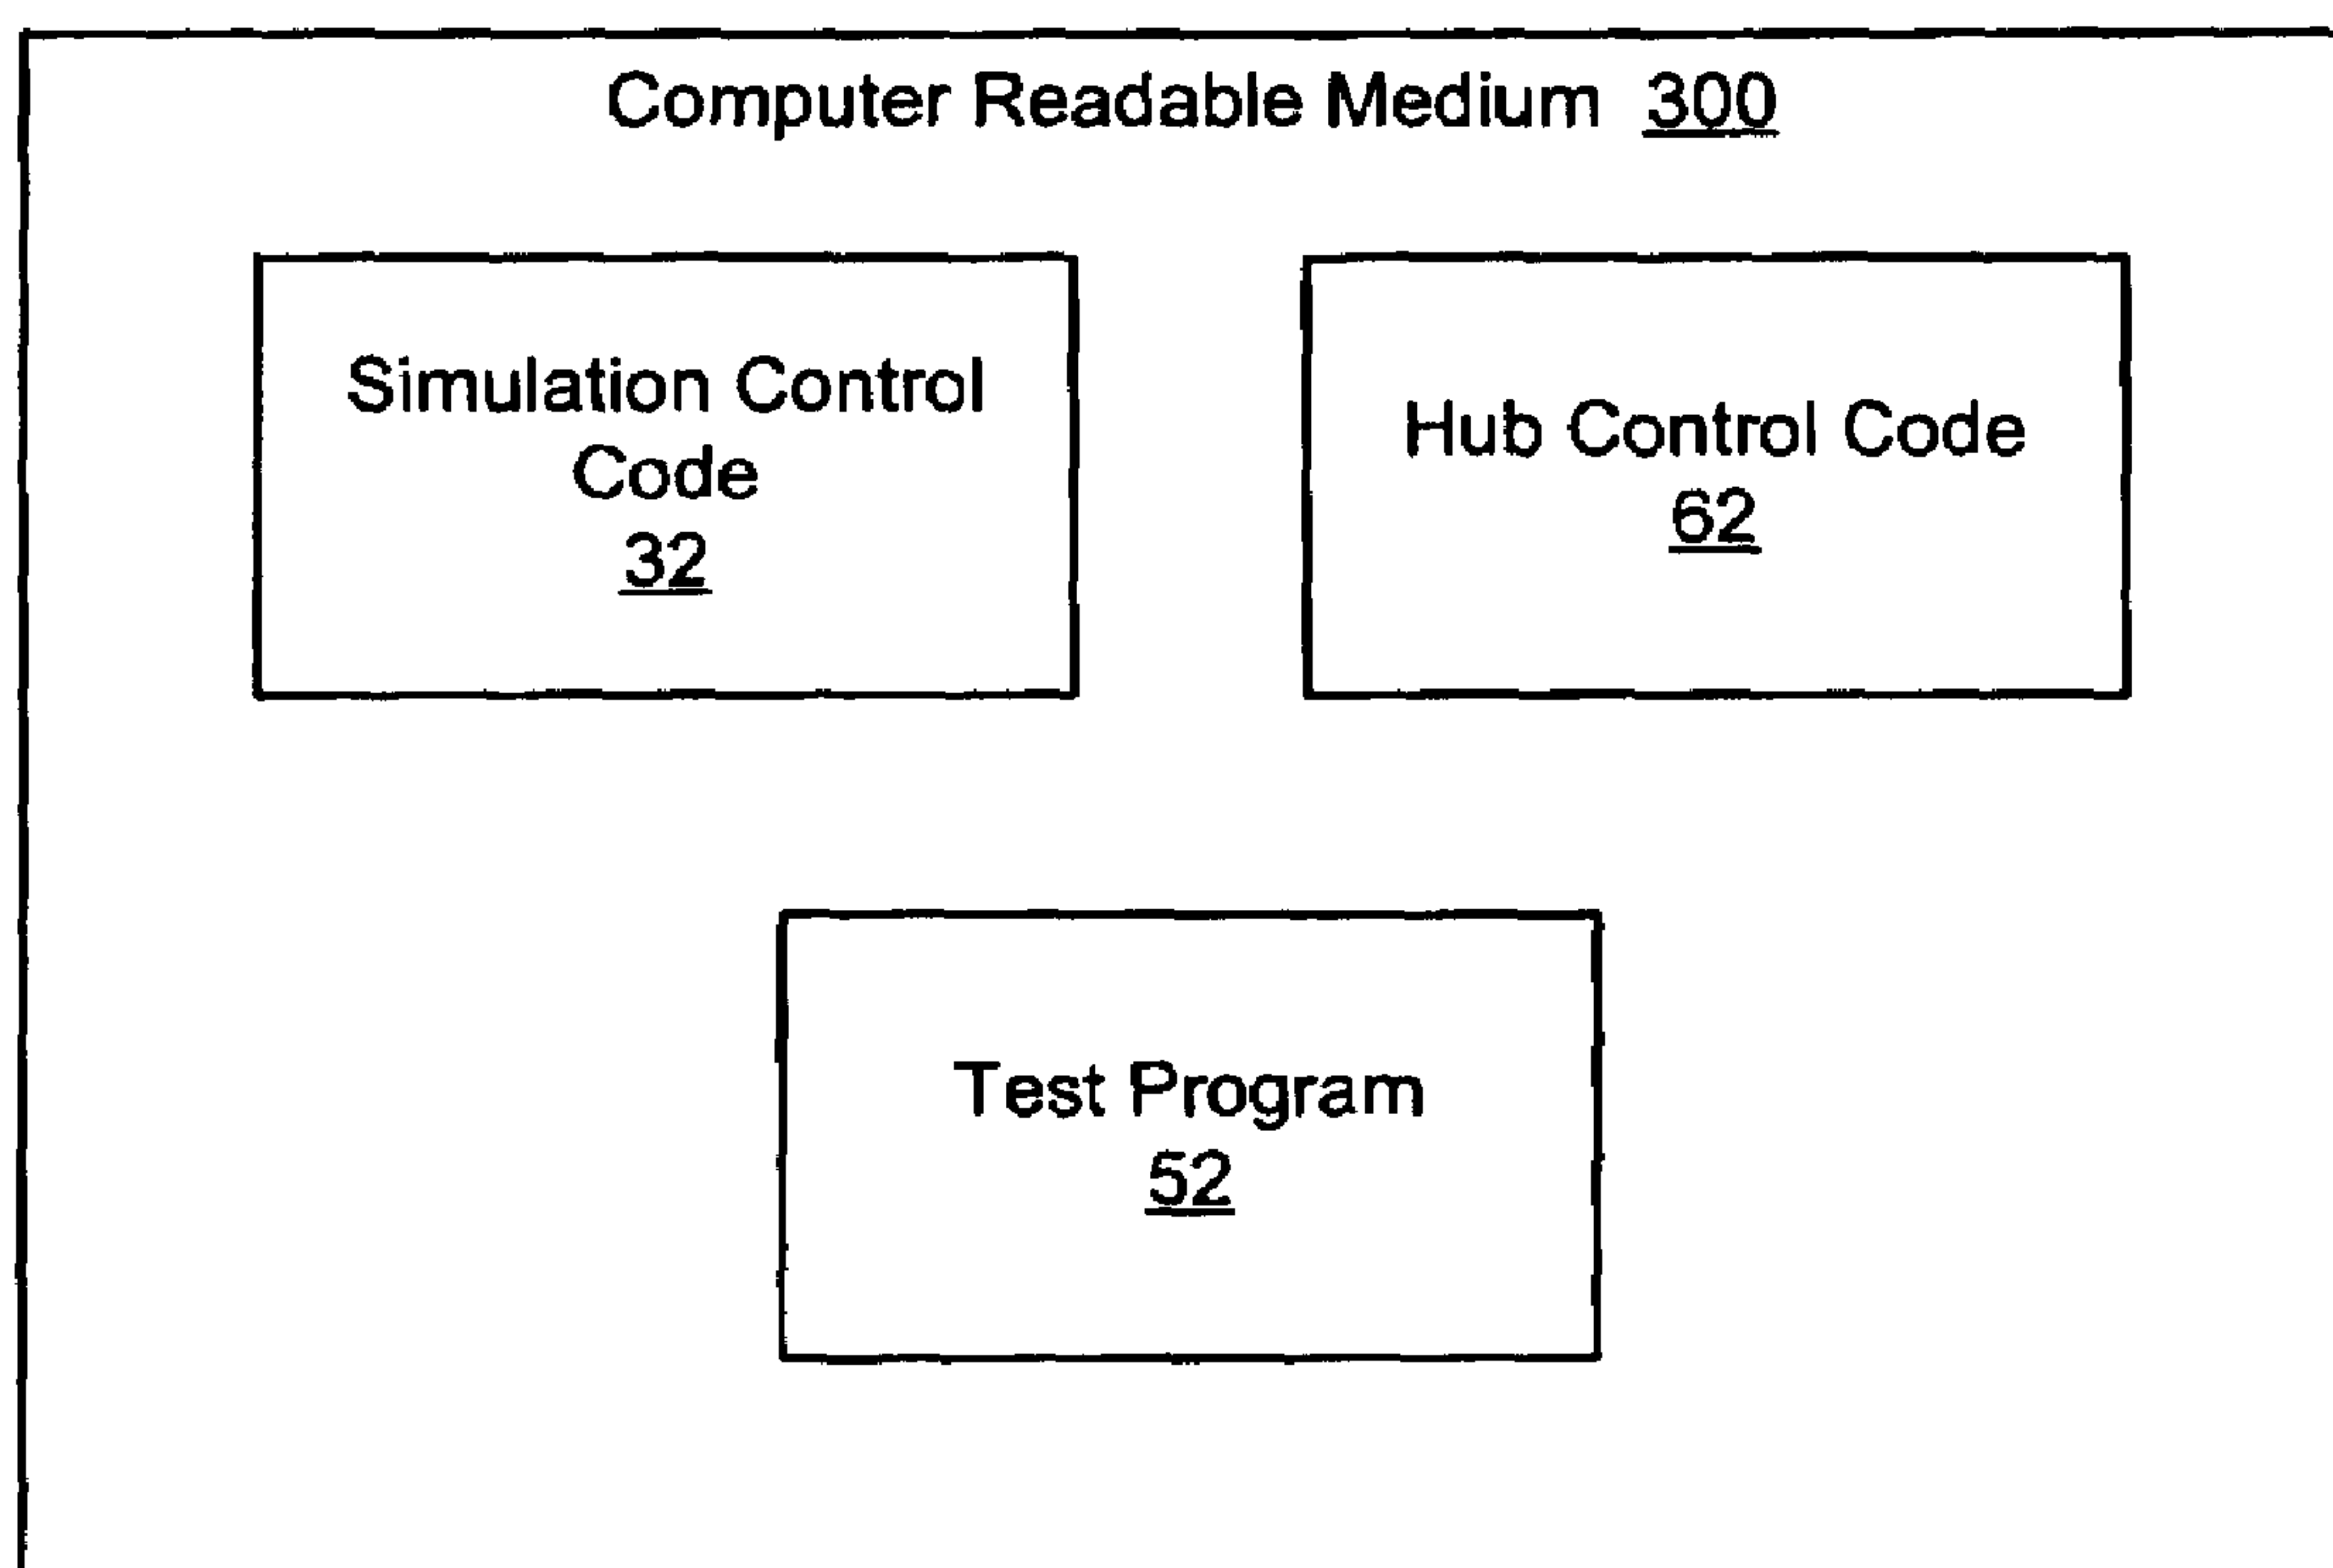 Computer Readable Medium 300
Simulation Control
Code
32
Hub Control Code
62
Test Program
52